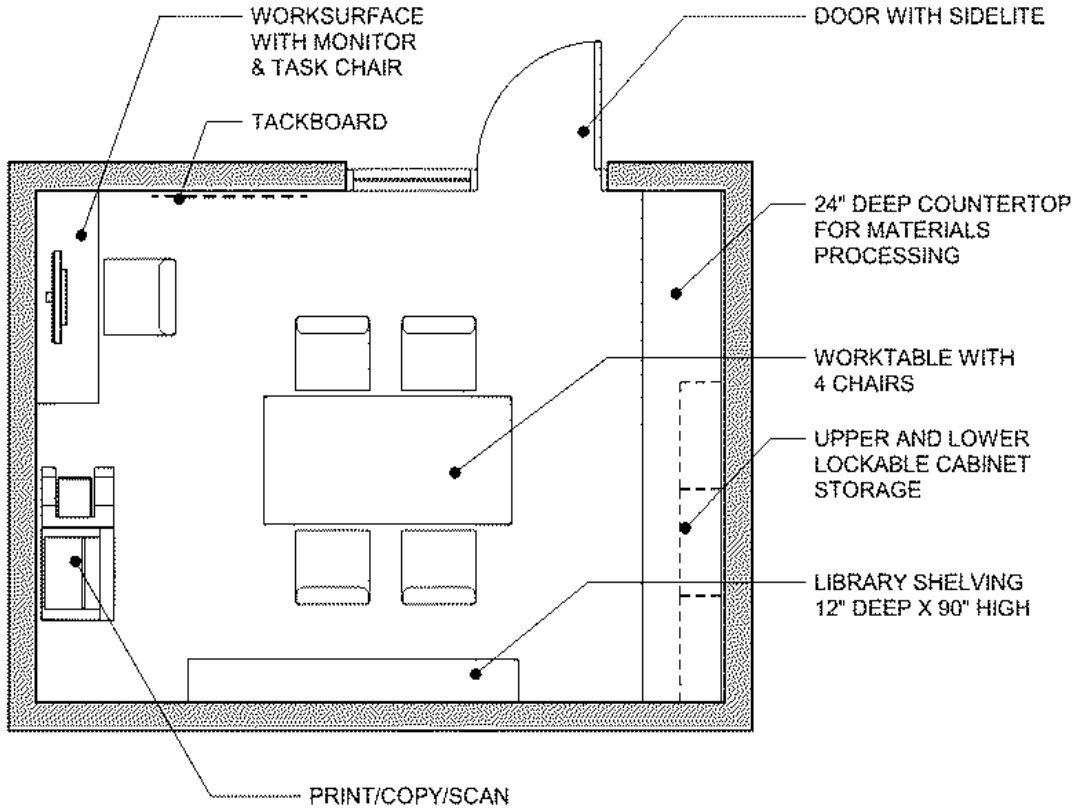 WORKSURFACE
WITH MONITOR
& TASK CHAIR
DOOR WITH SIDELITE
TACKBOARD
24" DEEP COUNTERTOP
FOR MATERIALS
PROCESSING
WORKTABLE WITH
4 CHAIRS
UPPER AND LOWER
LOCKABLE CABINET
STORAGE
LIBRARY SHELVING
12" DEEP X 90" HIGH
PRINT/COPY/SCAN